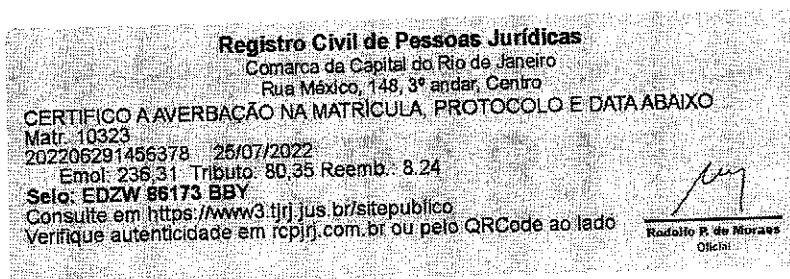 Registro Civil de Pessoas Jurídicas
Comarca da Capital do Rio de Janeiro
Rua México, 148, 3º andar, Centro
CERTIFICO A AVERBAÇÃO NA MATRÍCULA, PROTOCOLO E DATA ABAIXO
Matr. 10323
202206291456378 25/07/2022
Emol: 236,31 Tributo: 80,35 Reemb.: 8.24
Selo: EDZW 86173 BBY
Consulte em https://www3.tjrj.jus.br/sitepublico
Verifique autenticidade em rcpjrj.com.br ou pelo QRCode ao lado
Rodolfo P. de Moraes
Oficial